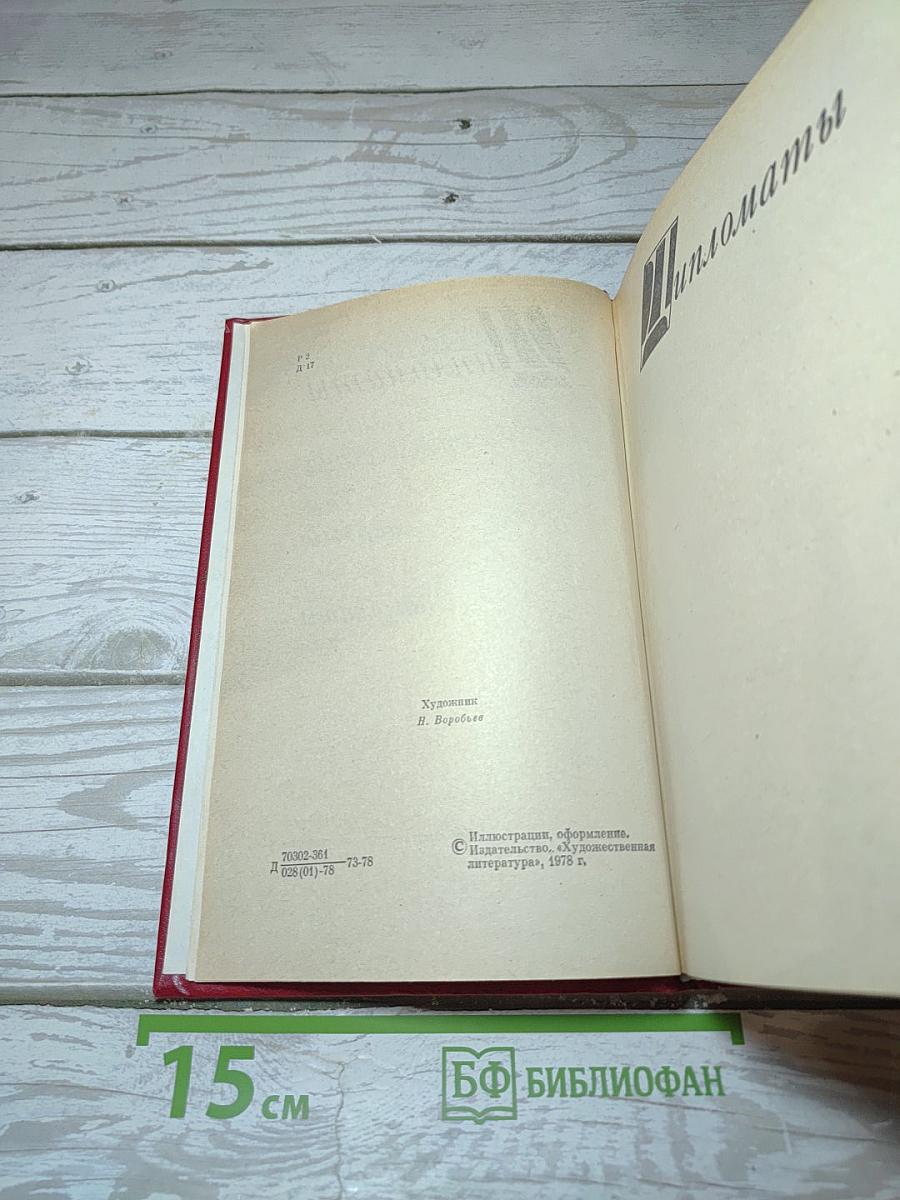 Р 2
Д 17
Художник
Н. Воробьев
Д 70302-361
028(01)-78 73-78
© Иллюстрации, оформление.
Издательство. «Художественная
литература», 1978 г.
Дипломаты
15 см
БФ БИБЛИОФАН